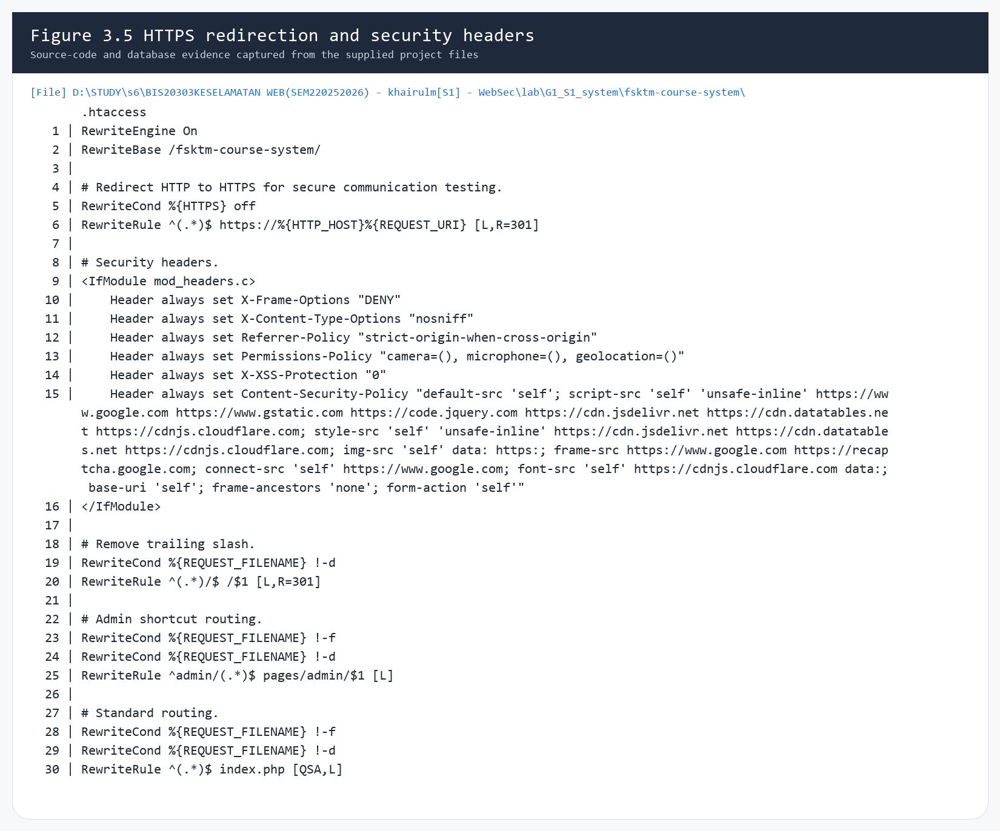 Figure 3.5 HTTPS redirection and security headers
Source-code and database evidence captured from the supplied project files
[File] D:\STUDY\s6\BIS20303KESELAMATAN WEB(SEM220252026) - khairulm[S1] - WebSec\lab\G1_S1_system\fsktm-course-system\
.htaccess
1 | RewriteEngine On
2 | RewriteBase /fsktm-course-system/
3 |
4 | # Redirect HTTP to HTTPS for secure communication testing.
5 | RewriteCond %{HTTPS} off
6 | RewriteRule ^(.*)$ https://%{HTTP_HOST}%{REQUEST_URI} [L,R=301]
7 |
8 | # Security headers.
9 | <IfModule mod_headers.c>
10 |     Header always set X-Frame-Options "DENY"
11 |     Header always set X-Content-Type-Options "nosniff"
12 |     Header always set Referrer-Policy "strict-origin-when-cross-origin"
13 |     Header always set Permissions-Policy "camera=(), microphone=(), geolocation=()"
14 |     Header always set X-XSS-Protection "0"
15 |     Header always set Content-Security-Policy "default-src 'self'; script-src 'self' 'unsafe-inline' https://ww
w.google.com https://www.gstatic.com https://code.jquery.com https://cdn.jsdelivr.net https://cdn.datatables.ne
t https://cdnjs.cloudflare.com; style-src 'self' 'unsafe-inline' https://cdn.jsdelivr.net https://cdn.datatable
s.net https://cdnjs.cloudflare.com; img-src 'self' data: https:; frame-src https://www.google.com https://recap
tcha.google.com; connect-src 'self' https://www.google.com; font-src 'self' https://cdnjs.cloudflare.com data:;
base-uri 'self'; frame-ancestors 'none'; form-action 'self'"
16 | </IfModule>
17 |
18 | # Remove trailing slash.
19 | RewriteCond %{REQUEST_FILENAME} !-d
20 | RewriteRule ^(.*)/$ /$1 [L,R=301]
21 |
22 | # Admin shortcut routing.
23 | RewriteCond %{REQUEST_FILENAME} !-f
24 | RewriteCond %{REQUEST_FILENAME} !-d
25 | RewriteRule ^admin/(.*)$ pages/admin/$1 [L]
26 |
27 | # Standard routing.
28 | RewriteCond %{REQUEST_FILENAME} !-f
29 | RewriteCond %{REQUEST_FILENAME} !-d
30 | RewriteRule ^(.*)$ index.php [QSA,L]